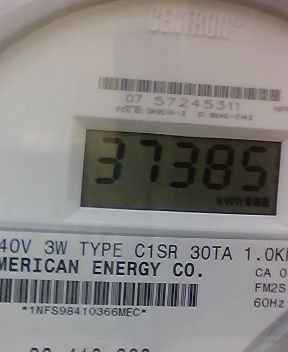 CENTRON®
07 57245311
37385
kWh
40V 3W TYPE C1SR 30TA 1.0K
MERICAN ENERGY CO.
CA 0
FM2S
60Hz
*1NFS98410366MEC*